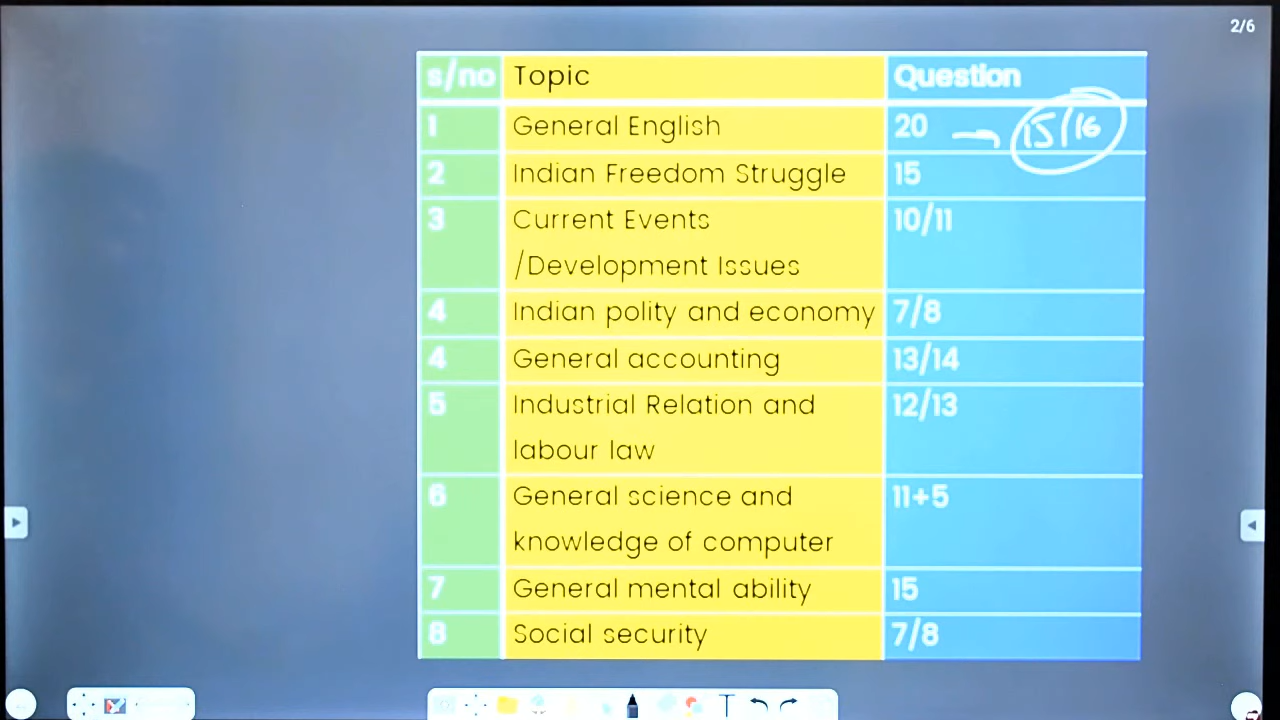 2/6
s/no Topic Question
1 General English 20 15/16
2 Indian Freedom Struggle 15
3 Current Events 10/11
/Development Issues
4 Indian polity and economy 7/8
4 General accounting 13/14
5 Industrial Relation and 12/13
labour law
6 General science and 11+5
knowledge of computer
7 General mental ability 15
8 Social security 7/8
T